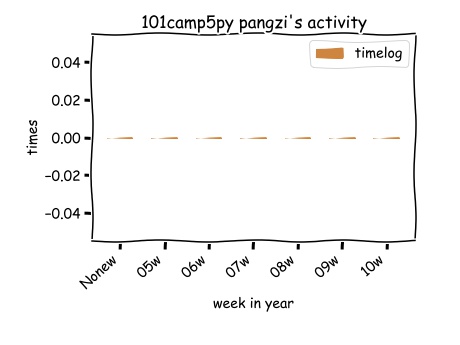 101camp5py pangzi's activity
timelog
times
0.04
0.02
0.00
−0.02
−0.04
Nonew
05w
06w
07w
08w
09w
10w
week in year